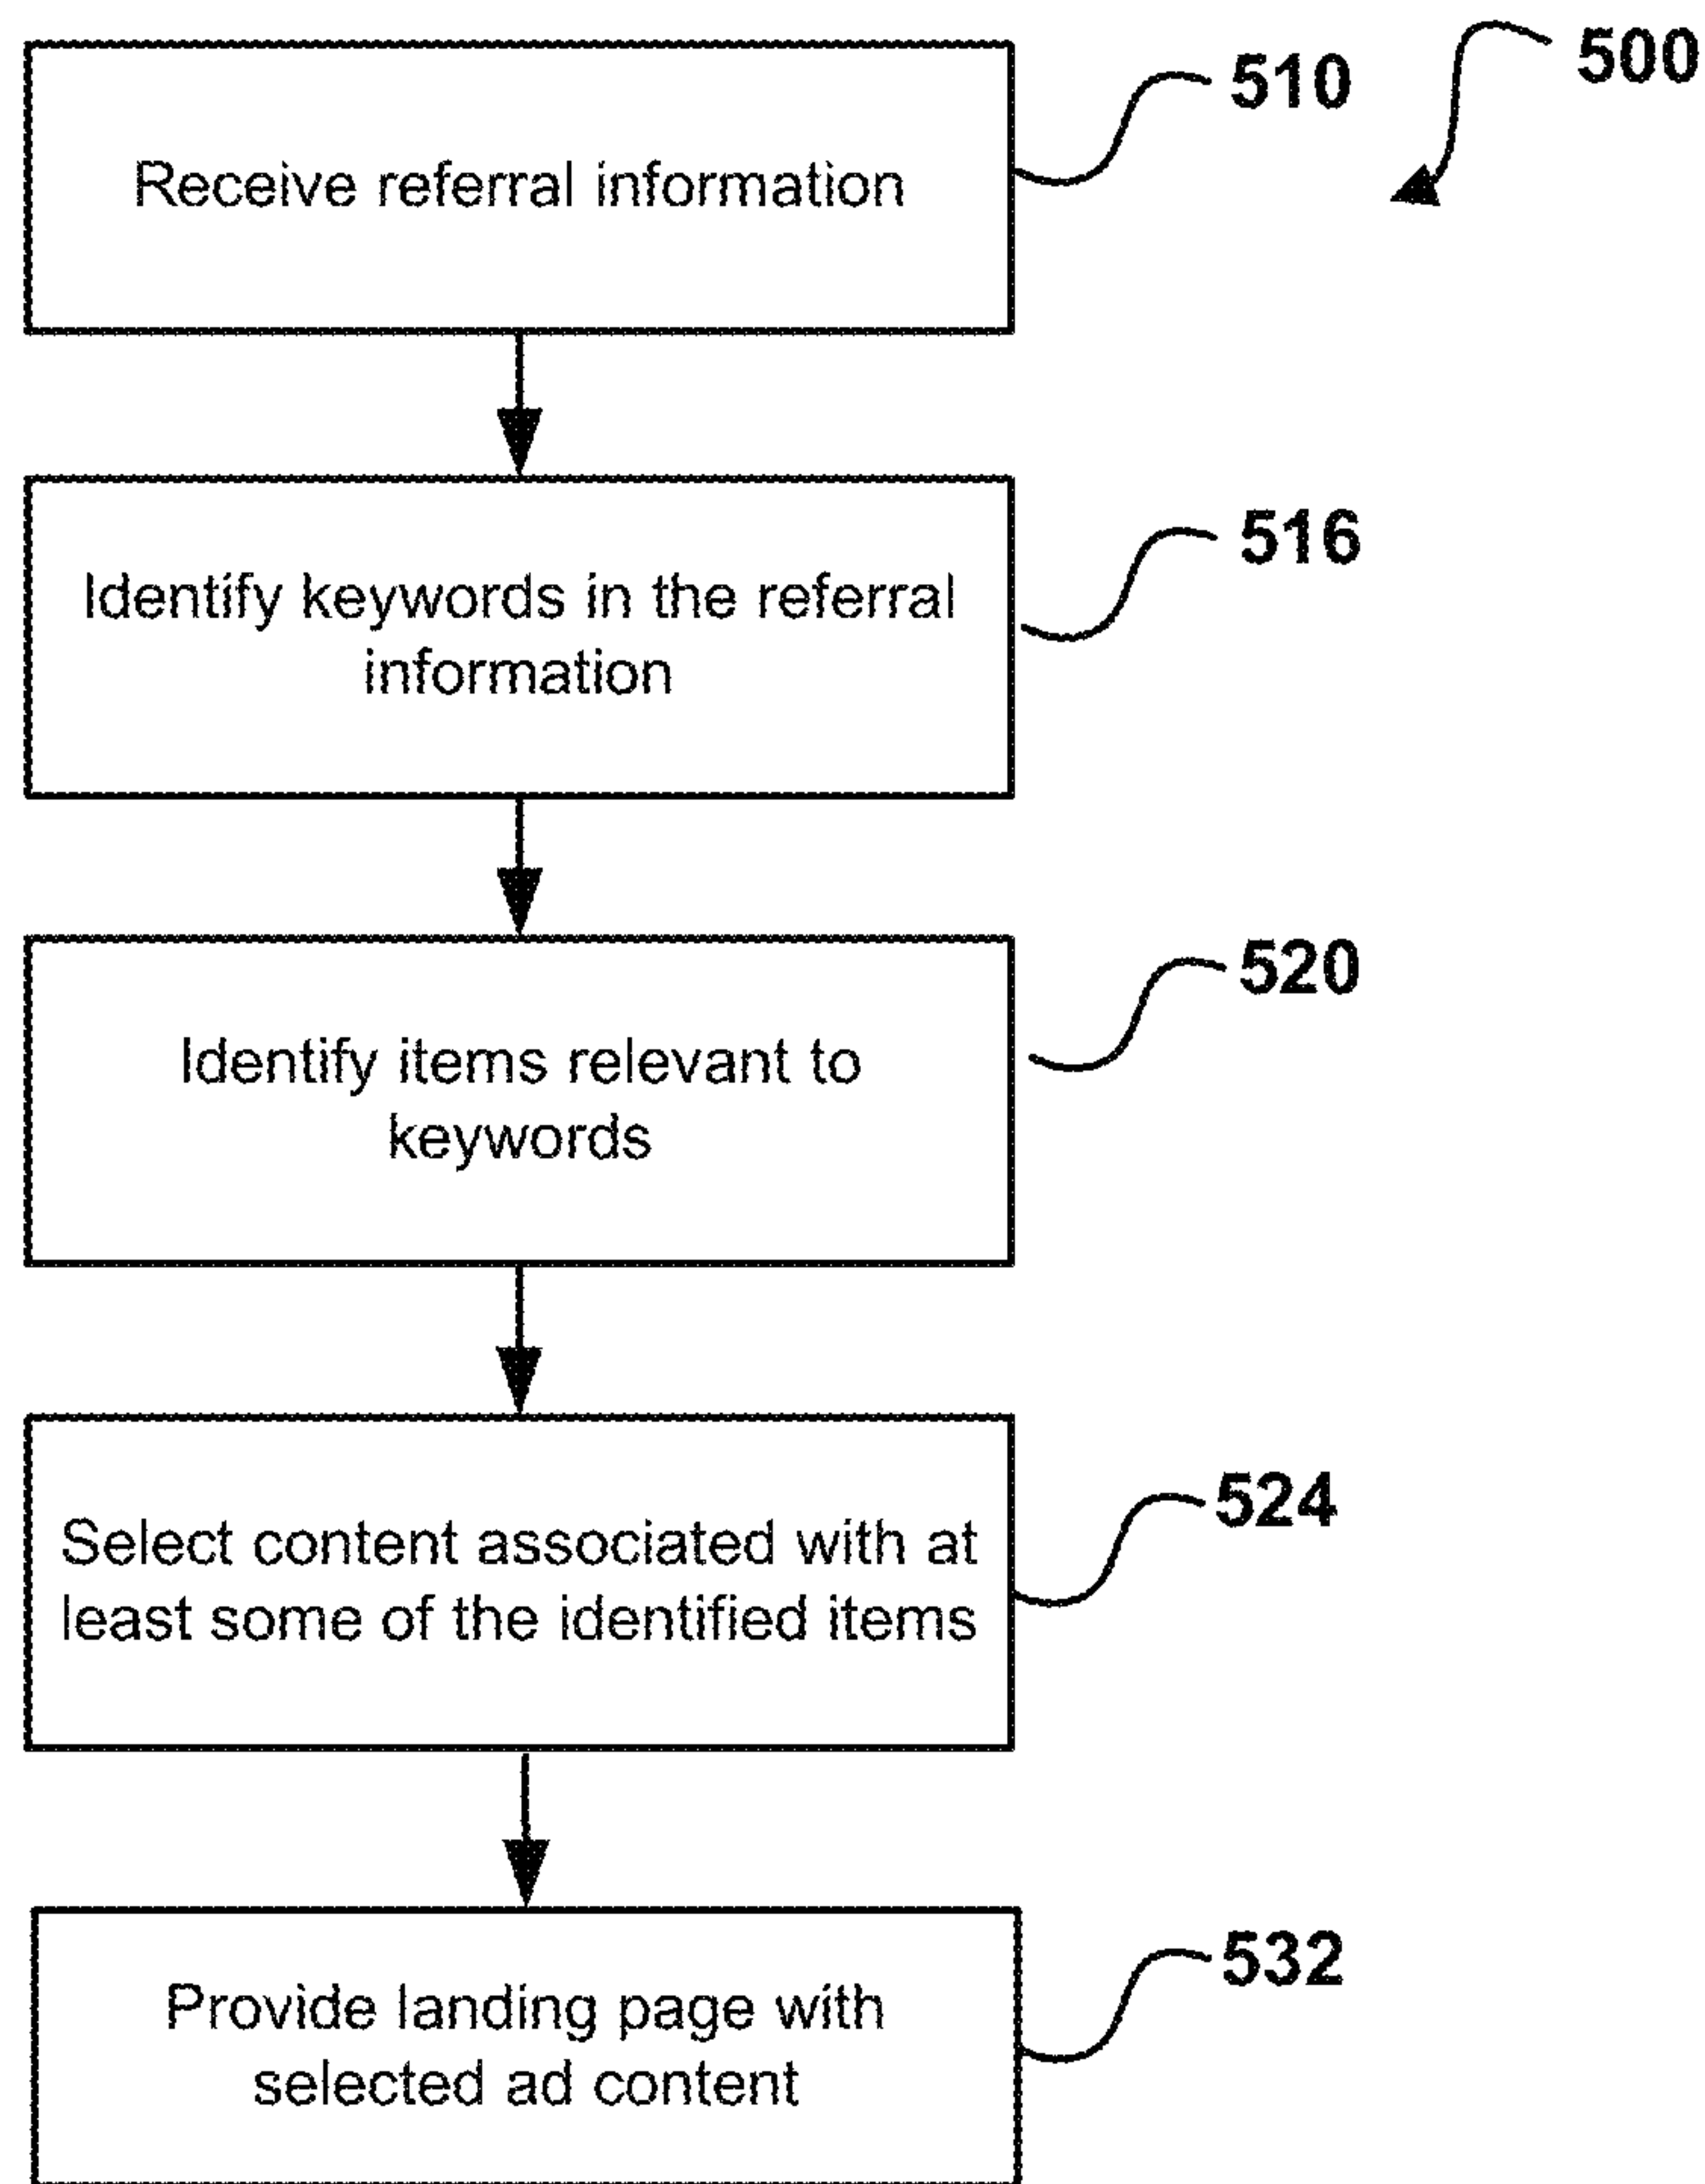 500
510
Receive referral information
516
Identify keywords in the referral
information
520
Identify items relevant to
keywords
524
Select content associated with at
least some of the identified items
532
Provide landing page with
selected ad content